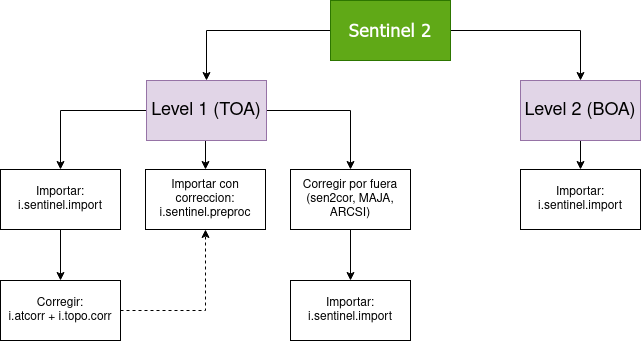 Sentinel 2
Level 1 (TOA)
Level 2 (BOA)
Importar:
i.sentinel.import
Importar con
correccion:
i.sentinel.preproc
Corregir por fuera
(sen2cor, MAJA,
ARCSI)
Importar:
i.sentinel.import
Corregir:
i.atcorr + i.topo.corr
Importar:
i.sentinel.import